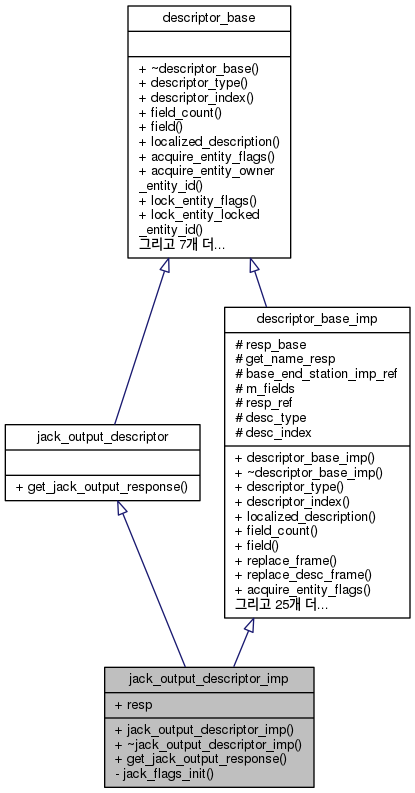 descriptor_base
+ ~descriptor_base()
+ descriptor_type()
+ descriptor_index()
+ field_count()
+ field()
+ localized_description()
+ acquire_entity_flags()
+ acquire_entity_owner
_entity_id()
+ lock_entity_flags()
+ lock_entity_locked
_entity_id()
그리고 7개 더...
descriptor_base_imp
# resp_base
# get_name_resp
# base_end_station_imp_ref
# m_fields
# resp_ref
# desc_type
# desc_index
+ descriptor_base_imp()
+ ~descriptor_base_imp()
+ descriptor_type()
+ descriptor_index()
+ localized_description()
+ field_count()
+ field()
+ replace_frame()
+ replace_desc_frame()
+ acquire_entity_flags()
그리고 25개 더...
jack_output_descriptor
+ get_jack_output_response()
jack_output_descriptor_imp
+ resp
+ jack_output_descriptor_imp()
+ ~jack_output_descriptor_imp()
+ get_jack_output_response()
- jack_flags_init()